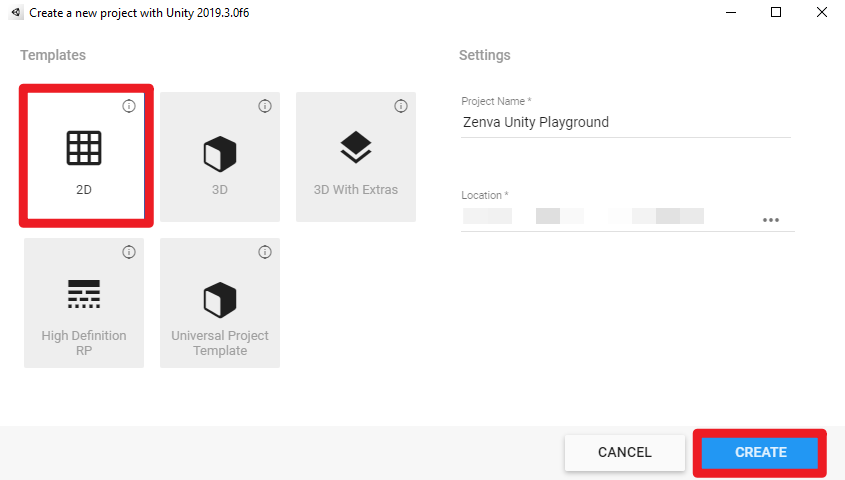 Create a new project with Unity 2019.3.0f6
Templates
Settings
2D
3D
3D With Extras
High Definition
RP
Universal Project
Template
Project Name *
Zenva Unity Playground
Location *
CANCEL
CREATE